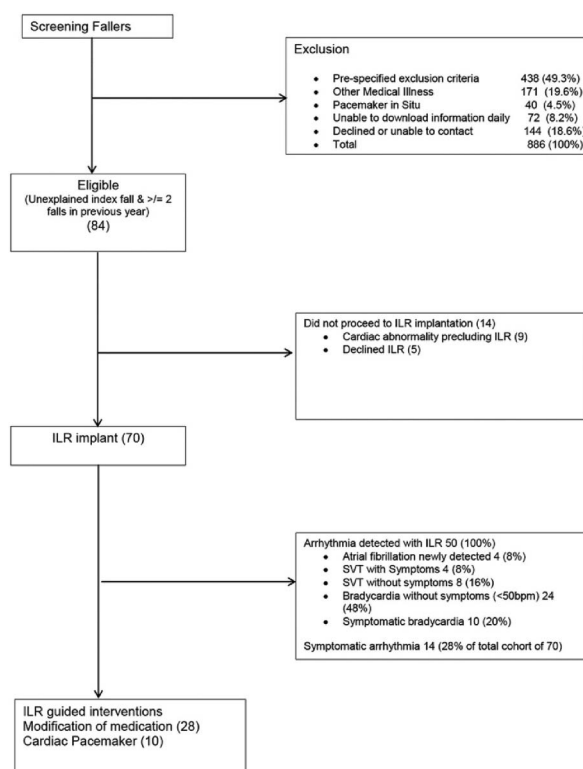 Screening Fallers
Exclusion
• Pre-specified exclusion criteria 438 (49.3%)
• Other Medical Illness 171 (19.6%)
• Pacemaker in Situ 40 (4.5%)
• Unable to download information daily 72 (8.2%)
• Declined or unable to contact 144 (18.6%)
• Total 886 (100%)
Eligible
(Unexplained index fall & >/= 2
falls in previous year)
(84)
Did not proceed to ILR implantation (14)
• Cardiac abnormality precluding ILR (9)
• Declined ILR (5)
ILR implant (70)
Arrhythmia detected with ILR 50 (100%)
• Atrial fibrillation newly detected 4 (8%)
• SVT with Symptoms 4 (8%)
• SVT without symptoms 8 (16%)
• Bradycardia without symptoms (<50bpm) 24
(48%)
• Symptomatic bradycardia 10 (20%)
Symptomatic arrhythmia 14 (28% of total cohort of 70)
ILR guided interventions
Modification of medication (28)
Cardiac Pacemaker (10)